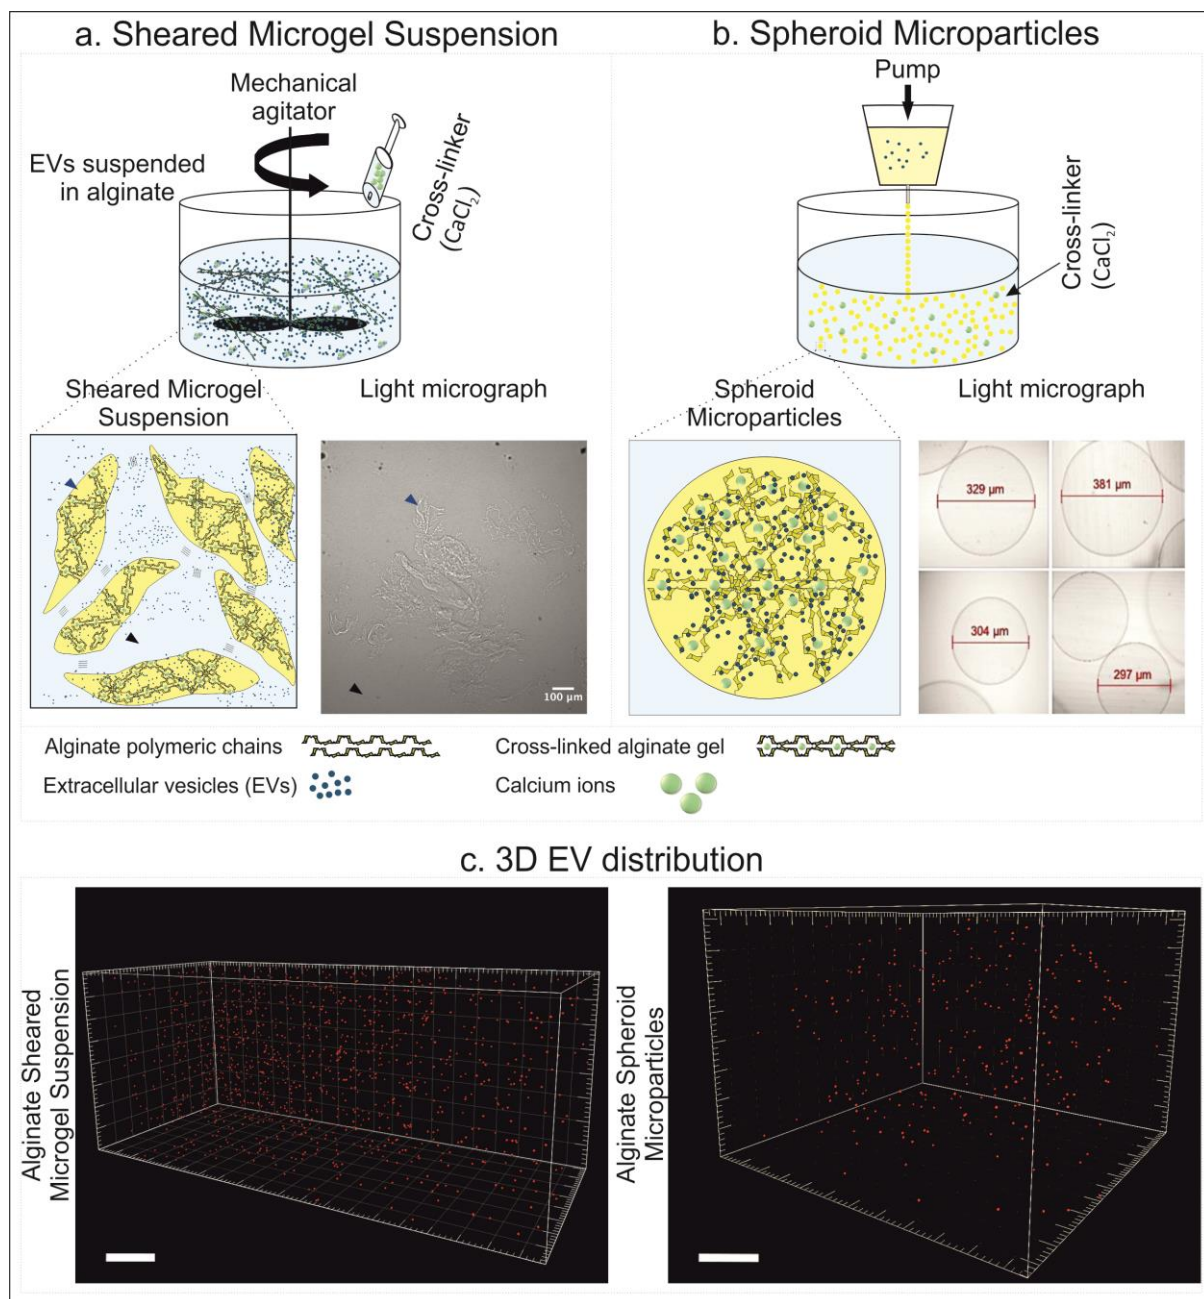 a. Sheared Microgel Suspension
Mechanical
agitator
EVs suspended
in alginate
Cross-linker
(CaCl₂)
Sheared Microgel
Suspension
Light micrograph
100 µm
b. Spheroid Microparticles
Pump
Cross-linker
(CaCl₂)
Spheroid
Microparticles
Light micrograph
329 µm
381 µm
304 µm
297 µm
Alginate polymeric chains
Cross-linked alginate gel
Extracellular vesicles (EVs)
Calcium ions
c. 3D EV distribution
Alginate Sheared
Microgel Suspension
Alginate Spheroid
Microparticles